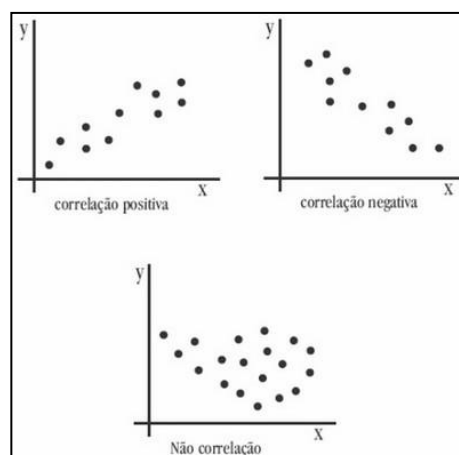 y
x
correlação positiva
y
x
correlação negativa
y
x
Não correlação